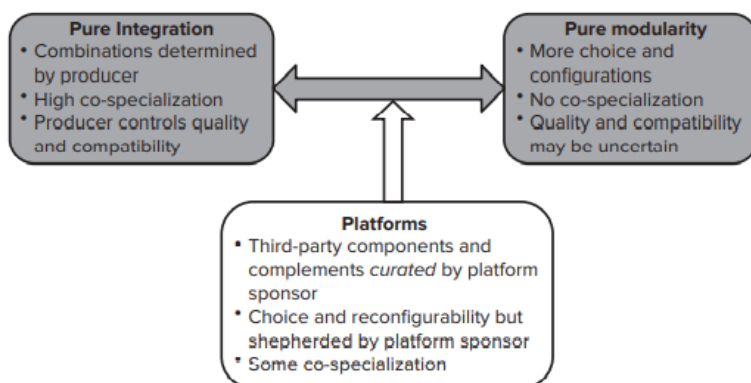 Pure Integration
• Combinations determined
by producer
• High co-specialization
• Producer controls quality
and compatibility
Pure modularity
• More choice and
configurations
• No co-specialization
• Quality and compatibility
may be uncertain
Platforms
• Third-party components and
complements curated by platform
sponsor
• Choice and reconfigurability but
shepherded by platform sponsor
• Some co-specialization